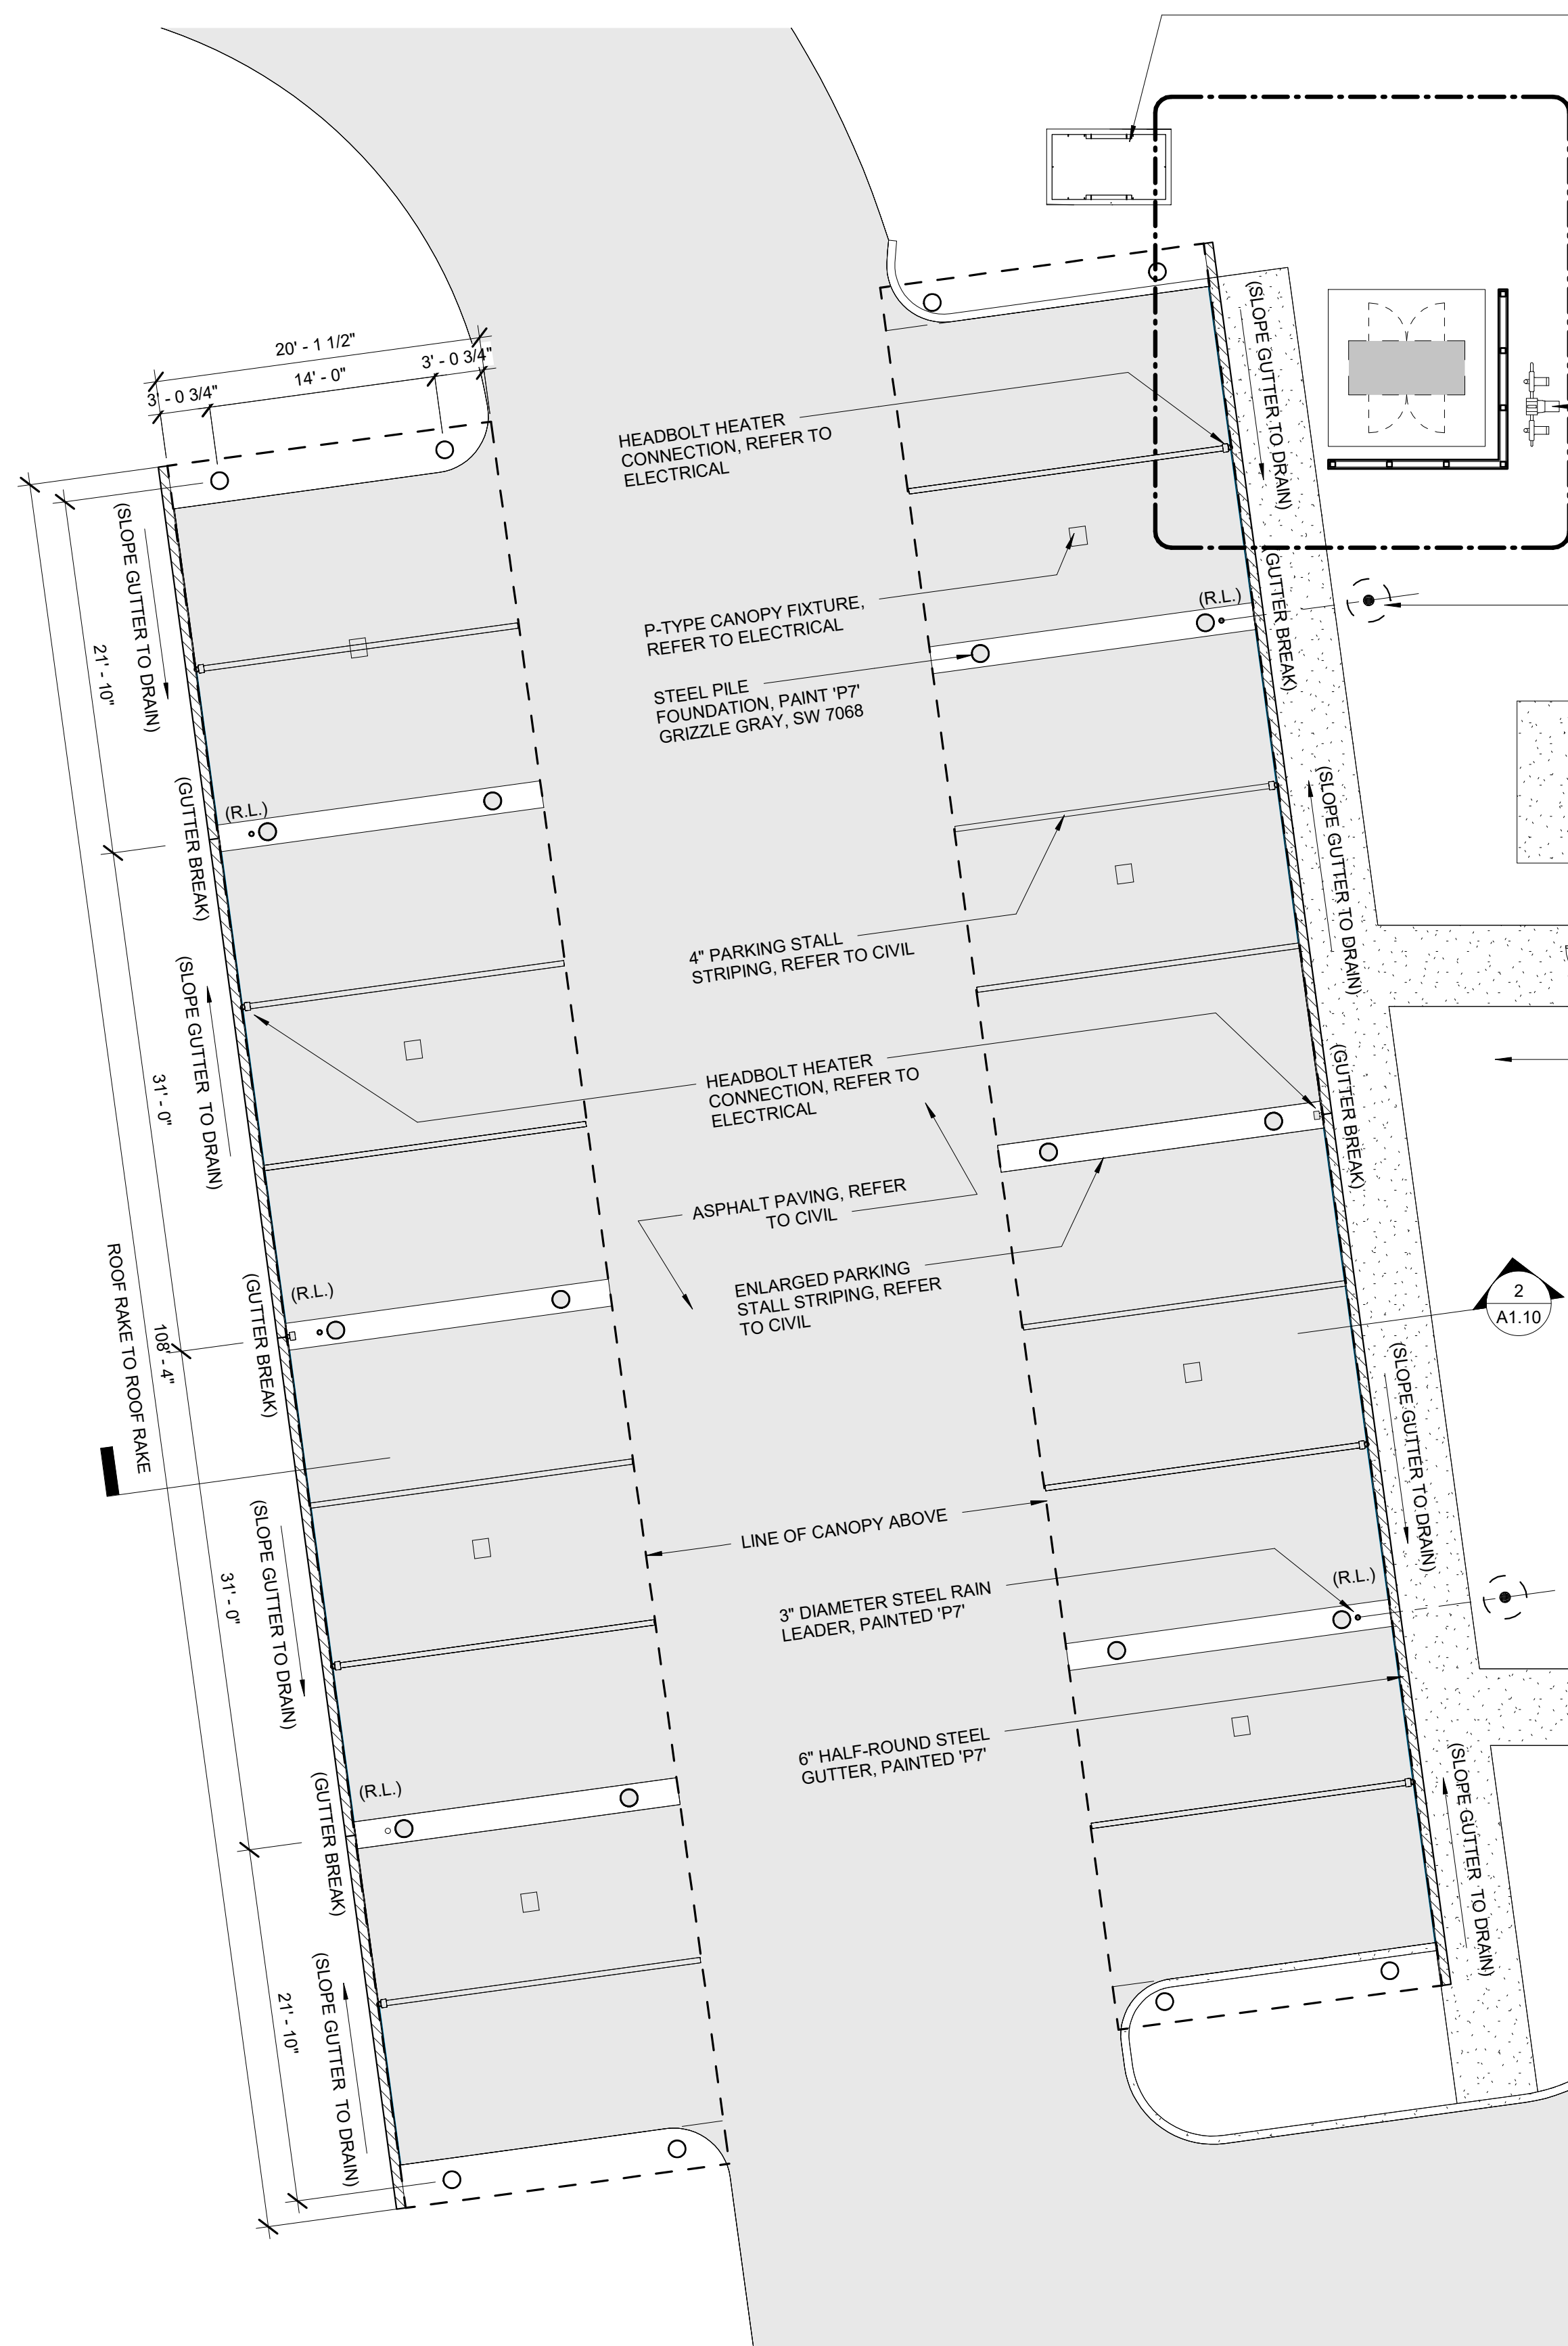 20' - 1 1/2"
3' - 0 3/4"
14' - 0"
3' - 0 3/4"
(SLOPE GUTTER TO DRAIN)
21' - 10"
(GUTTER BREAK)
(R.L.)
(SLOPE GUTTER TO DRAIN)
31' - 0"
ROOF RAKE TO ROOF RAKE
108' - 4"
(R.L.)
(GUTTER BREAK)
(SLOPE GUTTER TO DRAIN)
31' - 0"
(R.L.)
(GUTTER BREAK)
(SLOPE GUTTER TO DRAIN)
21' - 10"
HEADBOLT HEATER
CONNECTION, REFER TO
ELECTRICAL
P-TYPE CANOPY FIXTURE,
REFER TO ELECTRICAL
STEEL PILE
FOUNDATION, PAINT 'P7'
GRIZZLE GRAY, SW 7068
4" PARKING STALL
STRIPING, REFER TO CIVIL
HEADBOLT HEATER
CONNECTION, REFER TO
ELECTRICAL
ASPHALT PAVING, REFER
TO CIVIL
ENLARGED PARKING
STALL STRIPING, REFER
TO CIVIL
LINE OF CANOPY ABOVE
3" DIAMETER STEEL RAIN
LEADER, PAINTED 'P7'
6" HALF-ROUND STEEL
GUTTER, PAINTED 'P7'
(SLOPE GUTTER TO DRAIN)
(R.L.)
(GUTTER BREAK)
(SLOPE GUTTER TO DRAIN)
(GUTTER BREAK)
2
A1.10
(SLOPE GUTTER TO DRAIN)
(R.L.)
(SLOPE GUTTER TO DRAIN)